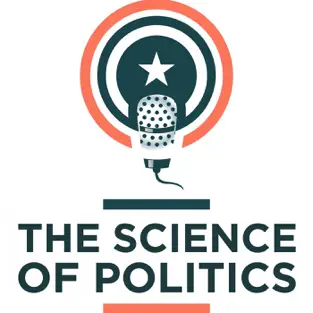 THE SCIENCE
OF POLITICS